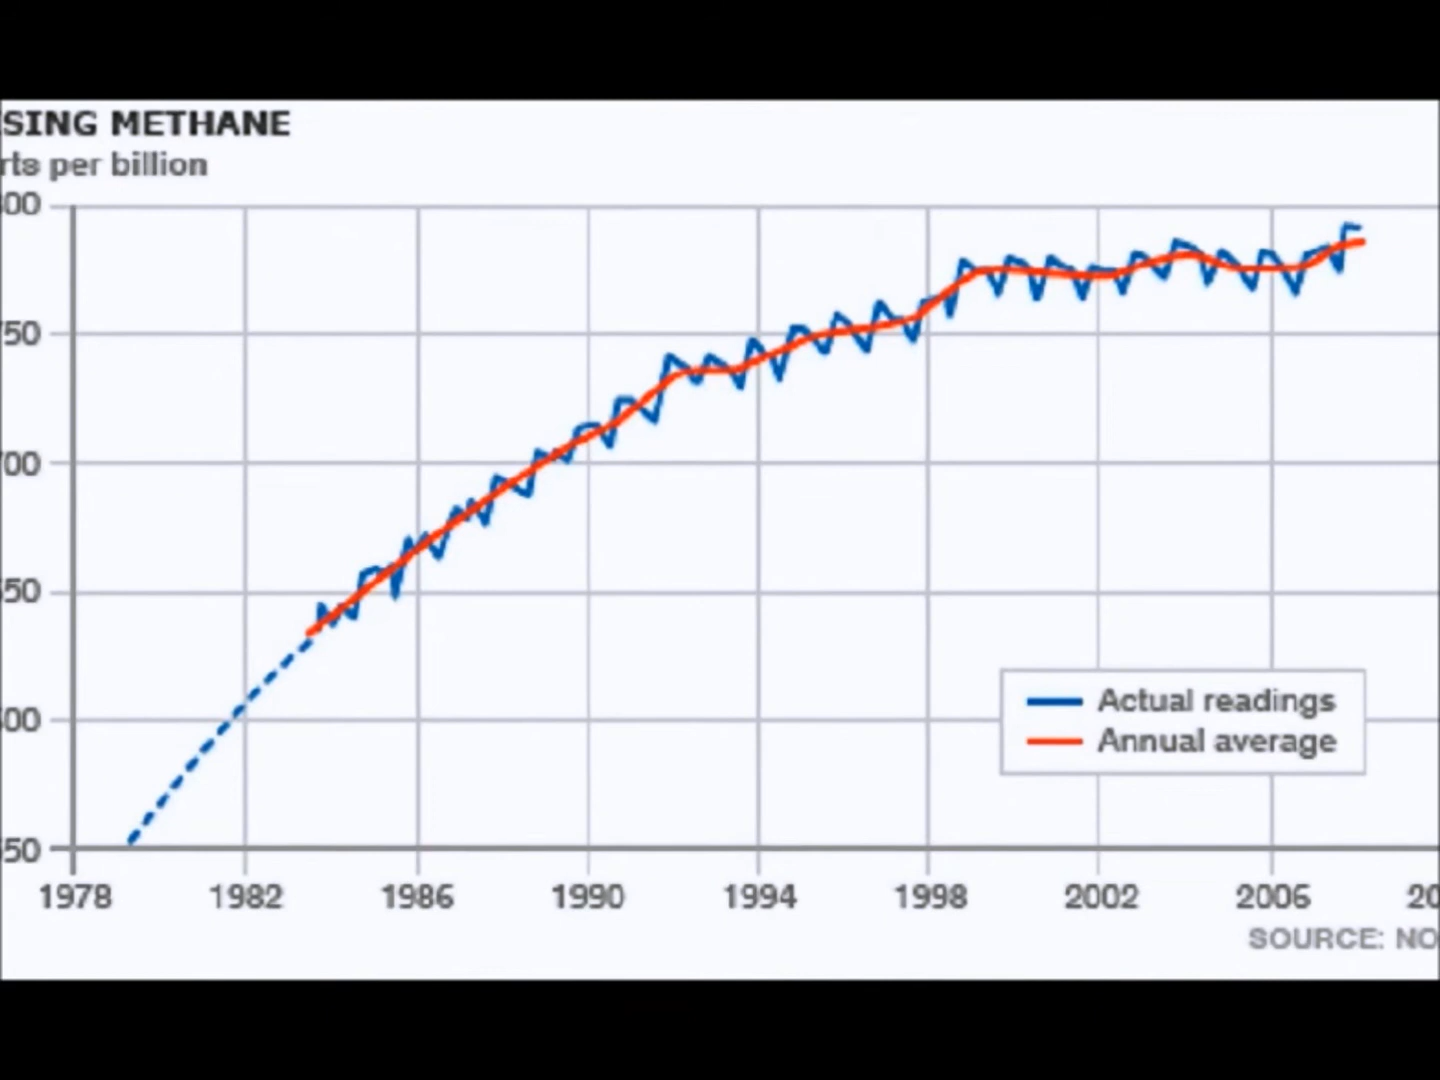 SING METHANE
rts per billion
00
50
00
50
00
50
1978 1982 1986 1990 1994 1998 2002 2006 20
Actual readings
Annual average
SOURCE: NO